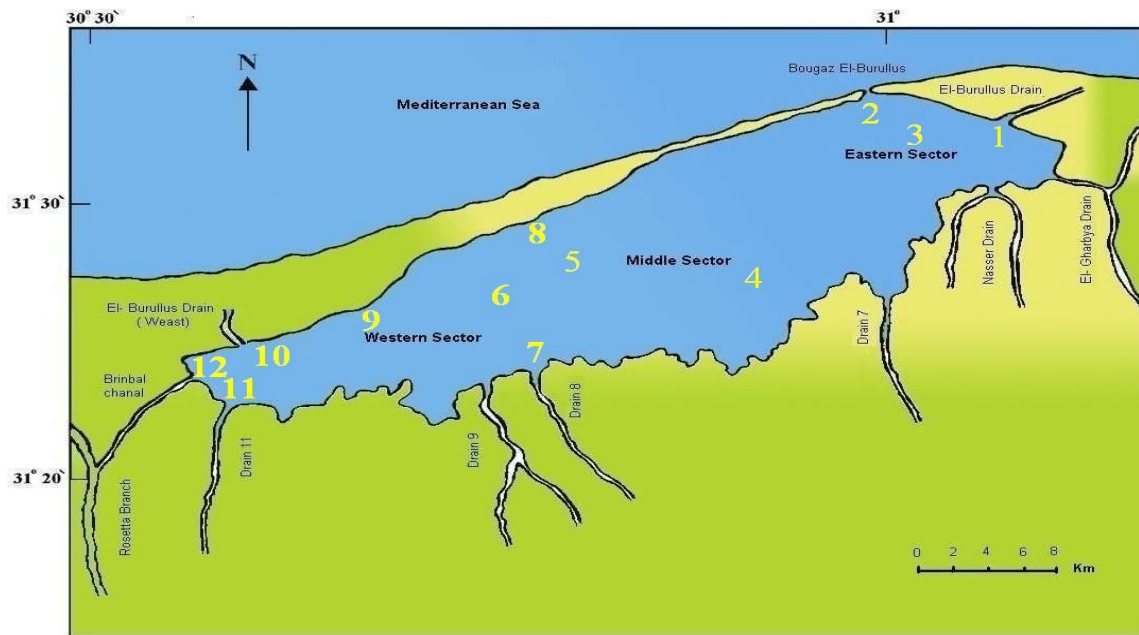 30° 30`
31°
N
Bougaz El-Burullus
El-Burullus Drain
Mediterranean Sea
2
3
1
Eastern Sector
31° 30`
8
5
Middle Sector
4
6
Nasser Drain
El- Gharbya Drain
El- Burullus Drain
( Weast)
9
Western Sector
Drain 7
10
12
7
11
Brinbal
chanal
Drain 8
Drain 9
Drain 11
31° 20`
Rosetta Branch
0 2 4 6 8
Km